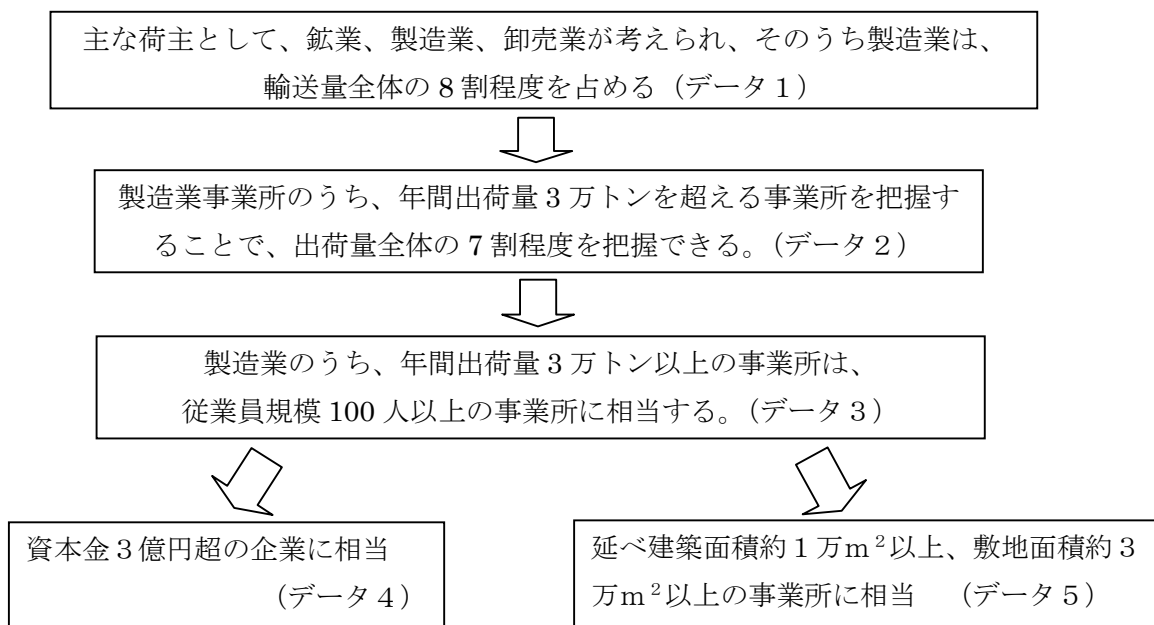 主な荷主として、鉱業、製造業、卸売業が考えられ、そのうち製造業は、
輸送量全体の 8 割程度を占める（データ１）
製造業事業所のうち、年間出荷量 3 万トンを超える事業所を把握す
ることで、出荷量全体の 7 割程度を把握できる。（データ２）
製造業のうち、年間出荷量 3 万トン以上の事業所は、
従業員規模 100 人以上の事業所に相当する。（データ３）
資本金３億円超の企業に相当
（データ４）
延べ建築面積約１万ｍ²以上、敷地面積約３
万ｍ²以上の事業所に相当　（データ５）